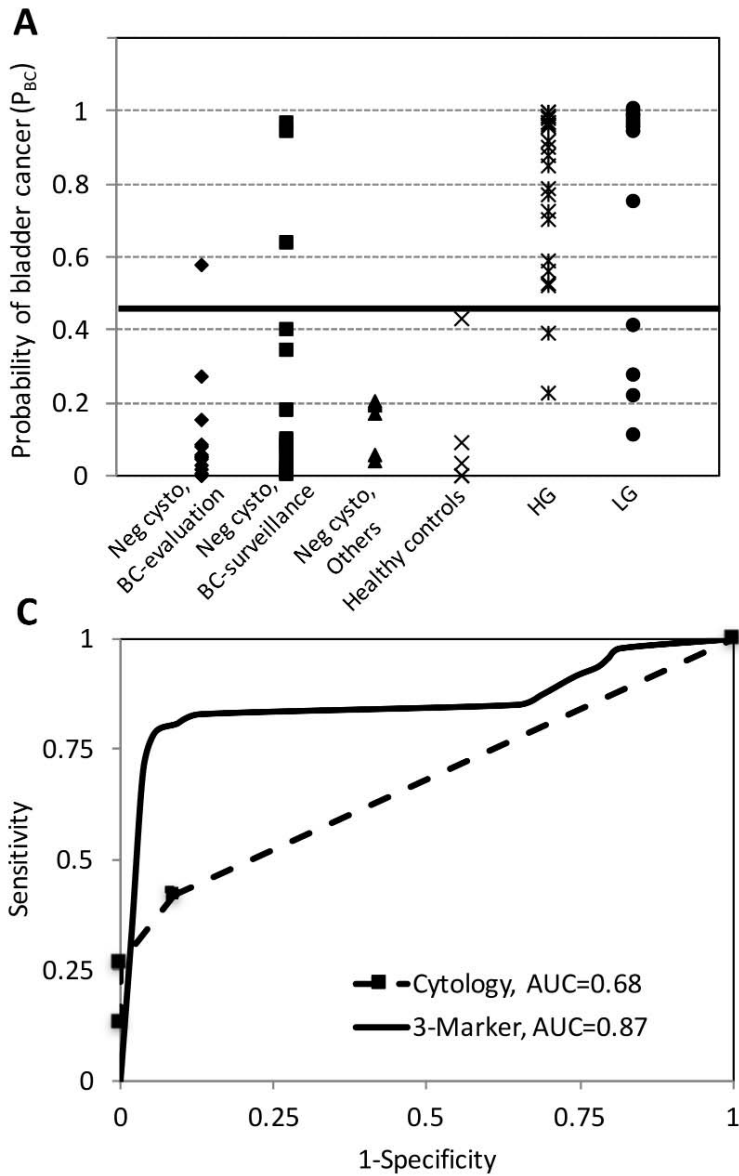 A
Probability of bladder cancer (PBC)
1
0.8
0.6
0.4
0.2
0
Neg cysto,
BC-evaluation
Neg cysto,
BC-surveillance
Neg cysto,
Others
Healthy controls
HG
LG
C
Sensitivity
1
0.75
0.5
0.25
0
Cytology, AUC=0.68
3-Marker, AUC=0.87
0
0.25
0.5
0.75
1
1-Specificity